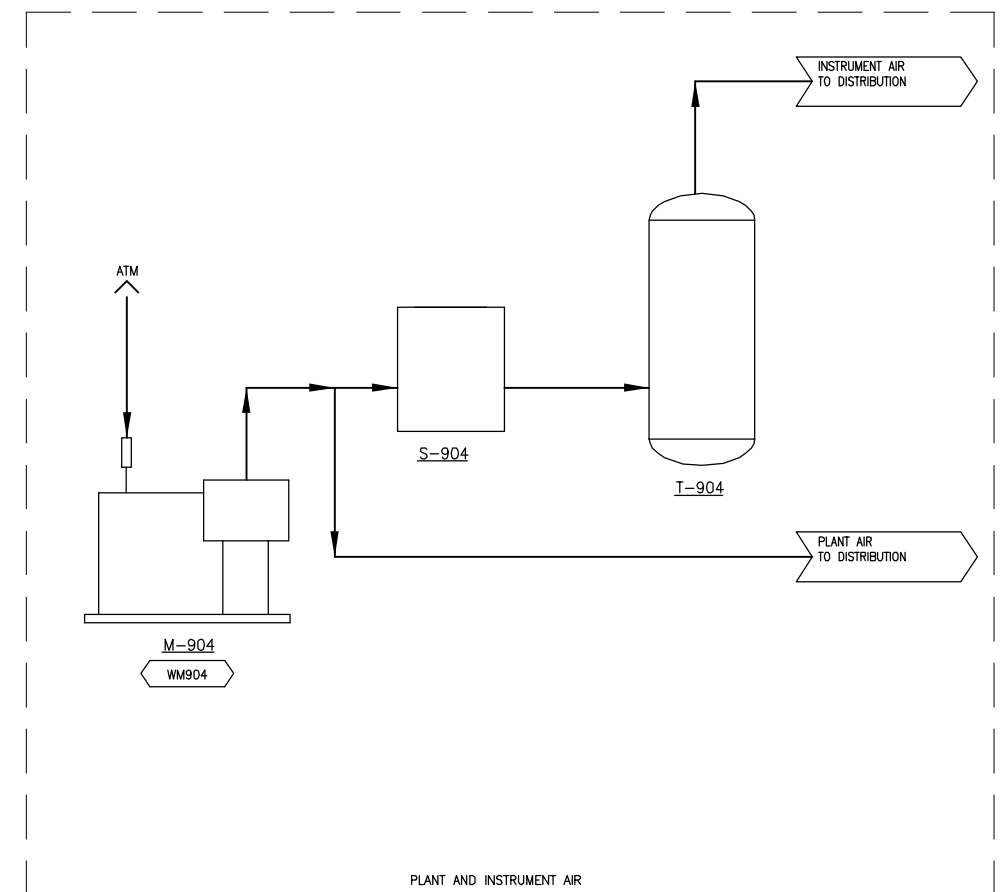 INSTRUMENT AIR
TO DISTRIBUTION
ATM
S-904
T-904
PLANT AIR
TO DISTRIBUTION
M-904
WM904
PLANT AND INSTRUMENT AIR